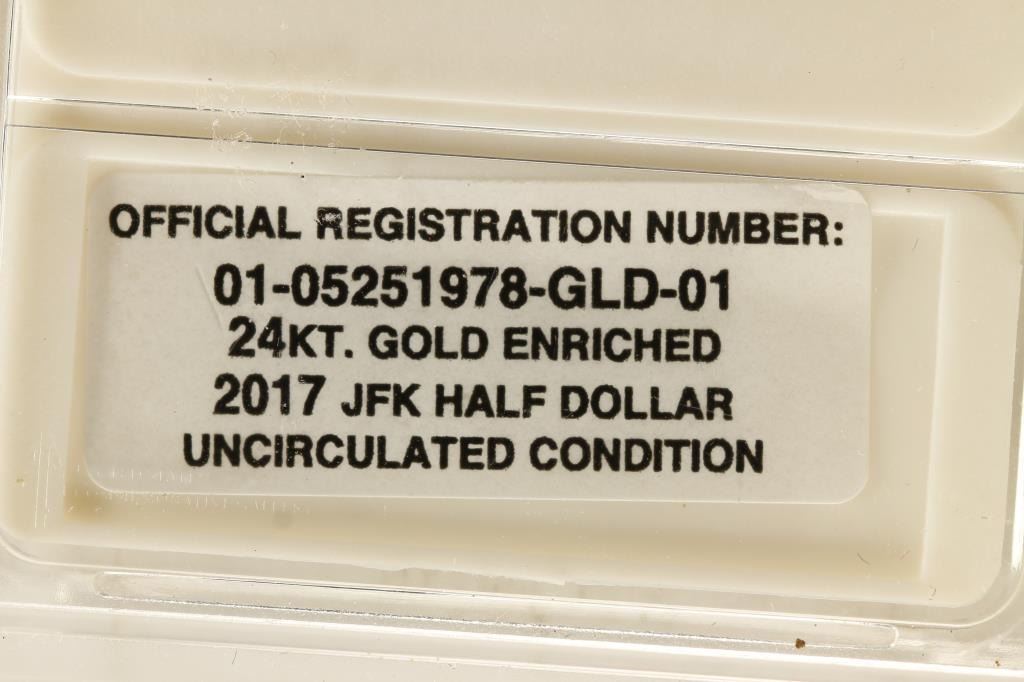 OFFICIAL REGISTRATION NUMBER:
01-05251978-GLD-01
24KT. GOLD ENRICHED
2017 JFK HALF DOLLAR
UNCIRCULATED CONDITION